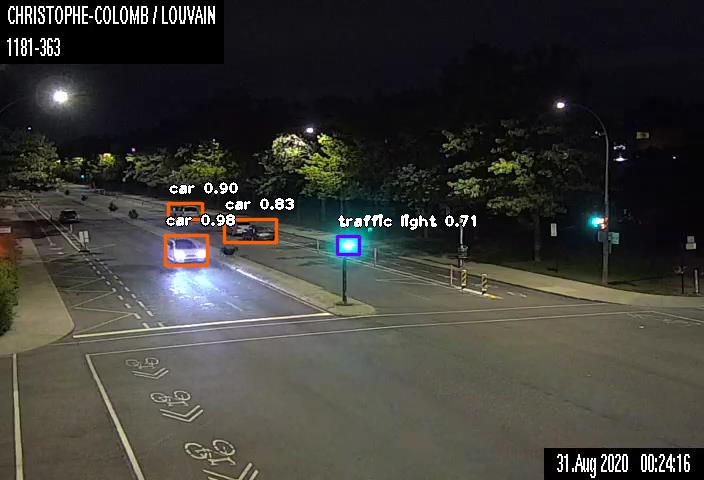 CHRISTOPHE-COLOMB / LOUVAIN
1181-363
car 0.90
car 0.83
car 0.98
traffic light 0.71
31.Aug 2020 00:24:16